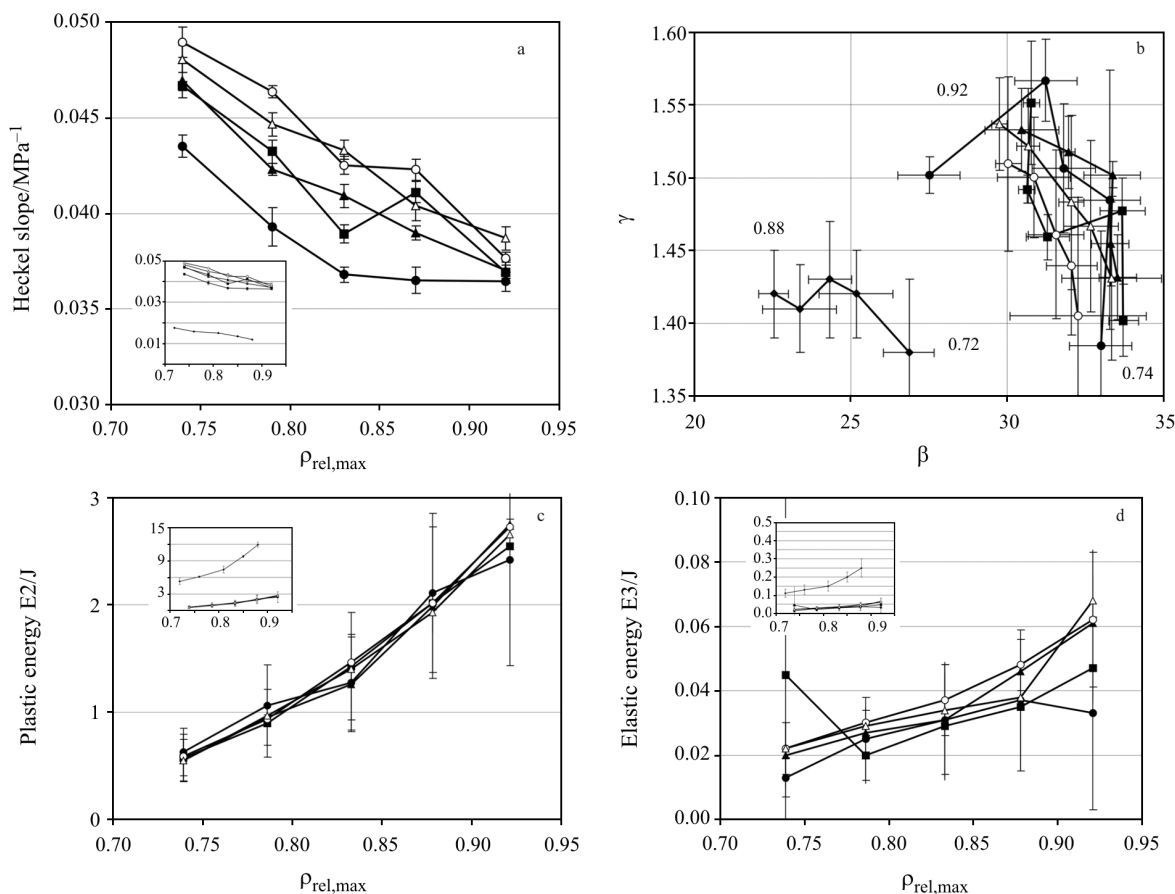 a
Heckel slope/MPa⁻¹
0.050
0.045
0.040
0.035
0.030
0.70 0.75 0.80 0.85 0.90 0.95
ρrel,max
0.05
0.03
0.01
0.7 0.8 0.9
b
γ
1.60
1.55
1.50
1.45
1.40
1.35
20 25 30 35
β
0.92
0.88
0.72
0.74
c
Plastic energy E2/J
3
2
1
0
0.70 0.75 0.80 0.85 0.90 0.95
ρrel,max
15
9
3
0.7 0.8 0.9
d
Elastic energy E3/J
0.10
0.08
0.06
0.04
0.02
0.00
0.70 0.75 0.80 0.85 0.90 0.95
ρrel,max
0.5
0.4
0.3
0.2
0.1
0.0
0.7 0.8 0.9